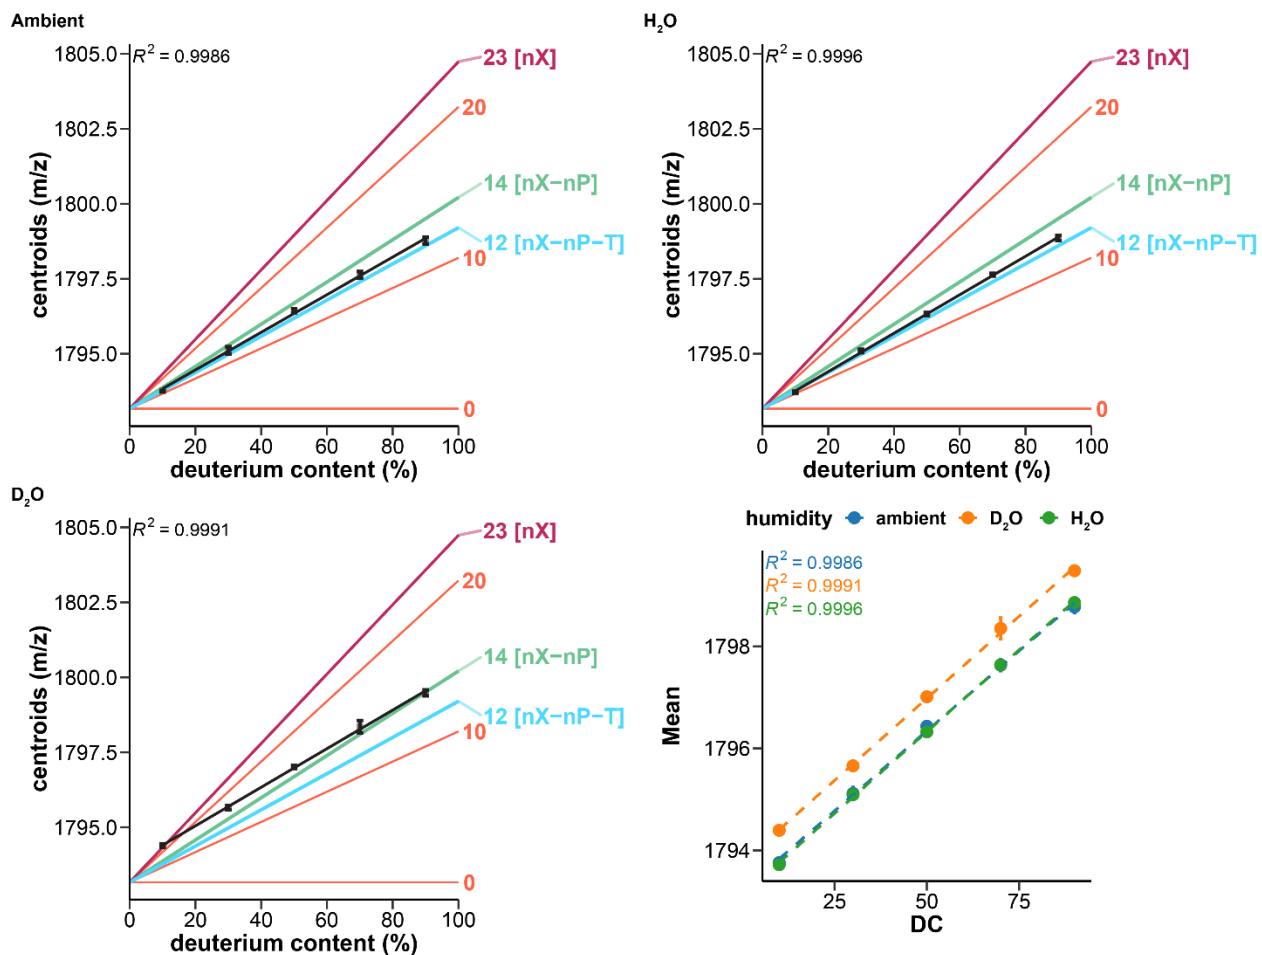 Ambient
R² = 0.9986
1805.0
1802.5
1800.0
1797.5
1795.0
centroids (m/z)
23 [nX]
20
14 [nX−nP]
12 [nX−nP−T]
10
0
0 20 40 60 80 100
deuterium content (%)
H₂O
R² = 0.9996
1805.0
1802.5
1800.0
1797.5
1795.0
centroids (m/z)
23 [nX]
20
14 [nX−nP]
12 [nX−nP−T]
10
0
0 20 40 60 80 100
deuterium content (%)
D₂O
R² = 0.9991
1805.0
1802.5
1800.0
1797.5
1795.0
centroids (m/z)
23 [nX]
20
14 [nX−nP]
12 [nX−nP−T]
10
0
0 20 40 60 80 100
deuterium content (%)
humidity ambient D₂O H₂O
R² = 0.9986
R² = 0.9991
R² = 0.9996
1798
1796
1794
Mean
25 50 75
DC